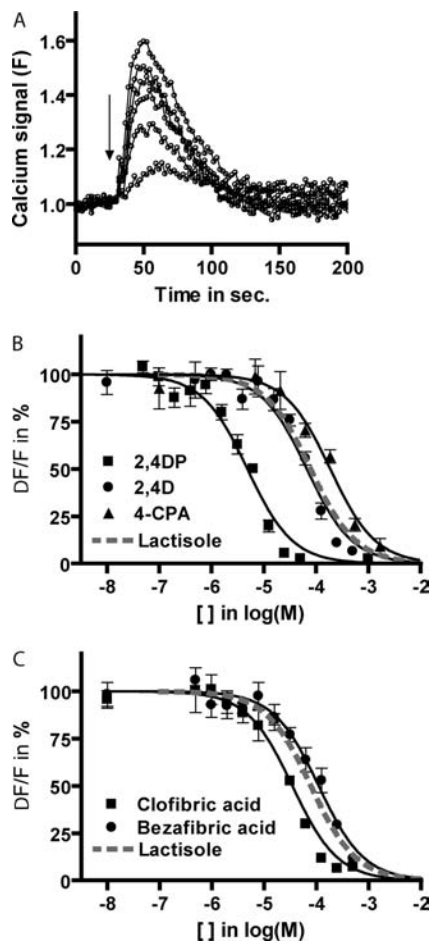 A
Calcium signal (F)
1.6
1.4
1.2
1.0
0 50 100 150 200
Time in sec.
B
DF/F in %
100
75
50
25
0
2,4DP
2,4D
4-CPA
Lactisole
-8 -7 -6 -5 -4 -3 -2
[ ] in log(M)
C
DF/F in %
100
75
50
25
0
Clofibric acid
Bezafibric acid
Lactisole
-8 -7 -6 -5 -4 -3 -2
[ ] in log(M)